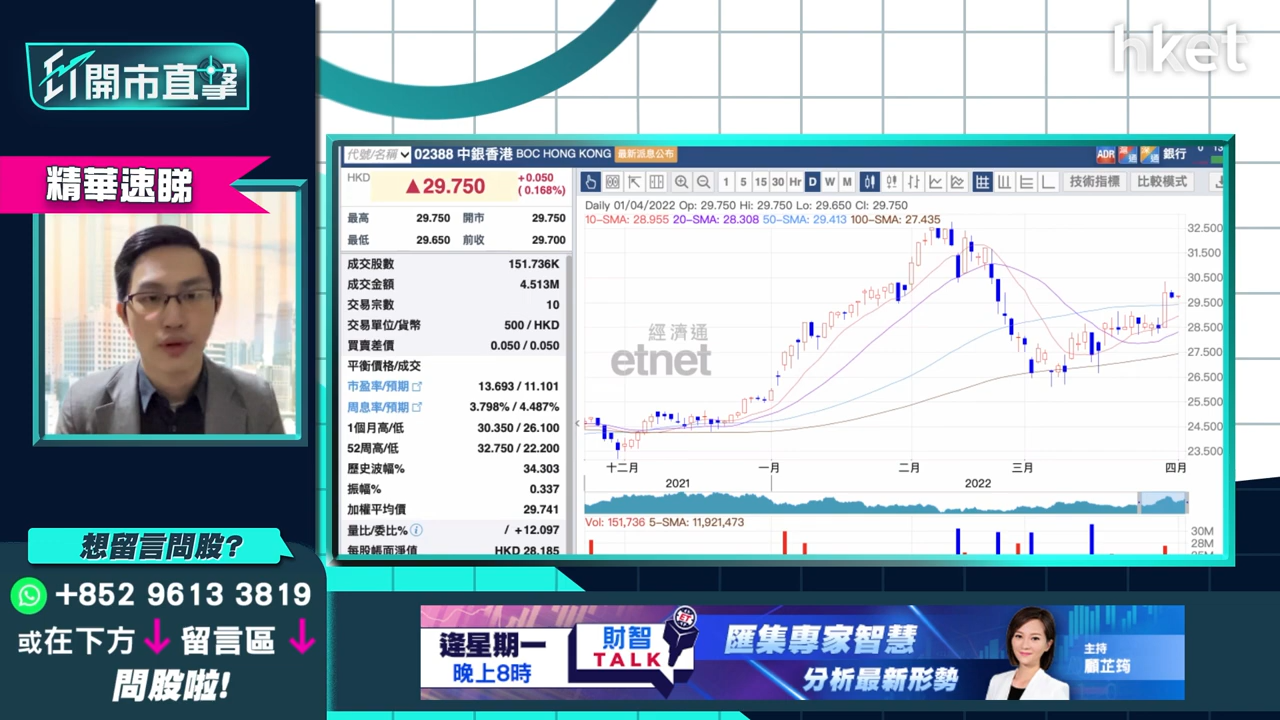 hket
ET開市直擊
精華速睇
想留言問股?
+852 9613 3819
或在下方↓留言區↓
問股啦!
代號/名稱 02388 中銀香港 BOC HONG KONG 最新派息公布
ADR 滬通 深通 銀行
HKD ▲29.750 +0.050 (0.168%)
最高 29.750 開市 29.750
最低 29.650 前收 29.700
成交股數 151.736K
成交金額 4.513M
交易宗數 10
交易單位/貨幣 500 / HKD
買賣差價 0.050 / 0.050
平衡價格/成交
市盈率/預期 13.693 / 11.101
周息率/預期 3.798% / 4.487%
1個月高/低 30.350 / 26.100
52周高/低 32.750 / 22.200
歷史波幅% 34.303
振幅% 0.337
加權平均價 29.741
量比/委比% / +12.097
每股帳面淨值 HKD 28.185
1 5 15 30 Hr D W M 技術指標 比較模式
Daily 01/04/2022 Op: 29.750 Hi: 29.750 Lo: 29.650 Cl: 29.750
10-SMA: 28.955 20-SMA: 28.308 50-SMA: 29.413 100-SMA: 27.435
32.500
31.500
30.500
29.500
28.500
27.500
26.500
25.500
24.500
23.500
經濟通
etnet
十二月 一月 二月 三月 四月
2021 2022
Vol: 151,736 5-SMA: 11,921,473
30M
28M
25M
逢星期一
晚上8時
財智
TALK
匯集專家智慧
分析最新形勢
主持
顏芷筠